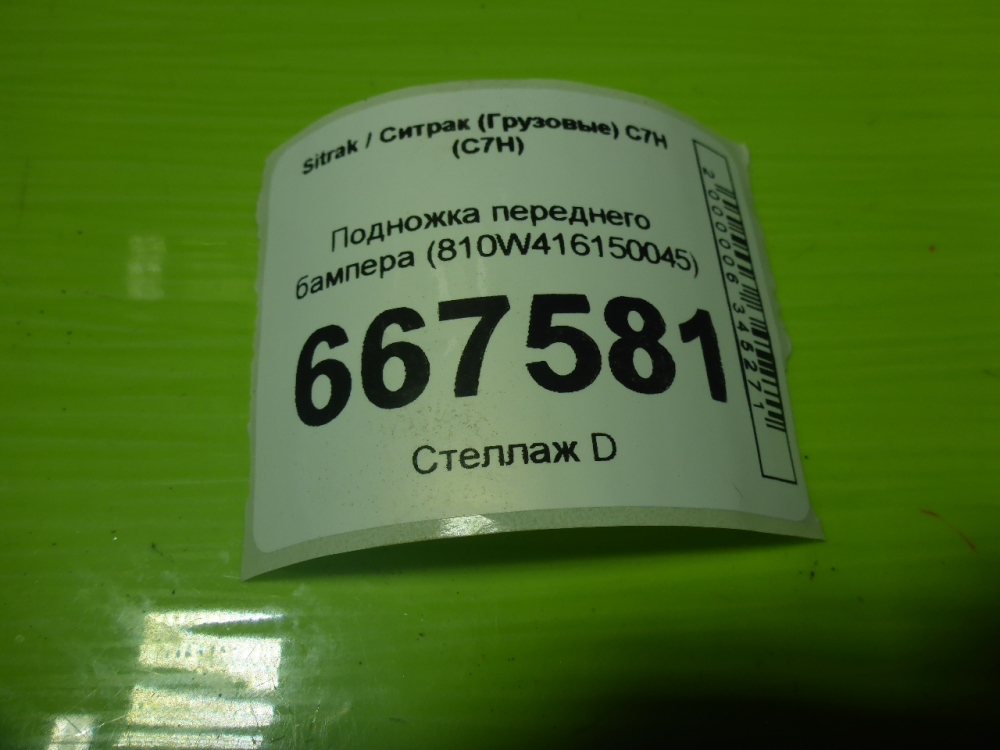 Sitrak / Ситрак (Грузовые) C7H
(C7H)
Подножка переднего
бампера (810W416150045)
667581
Стеллаж D
2000006345271